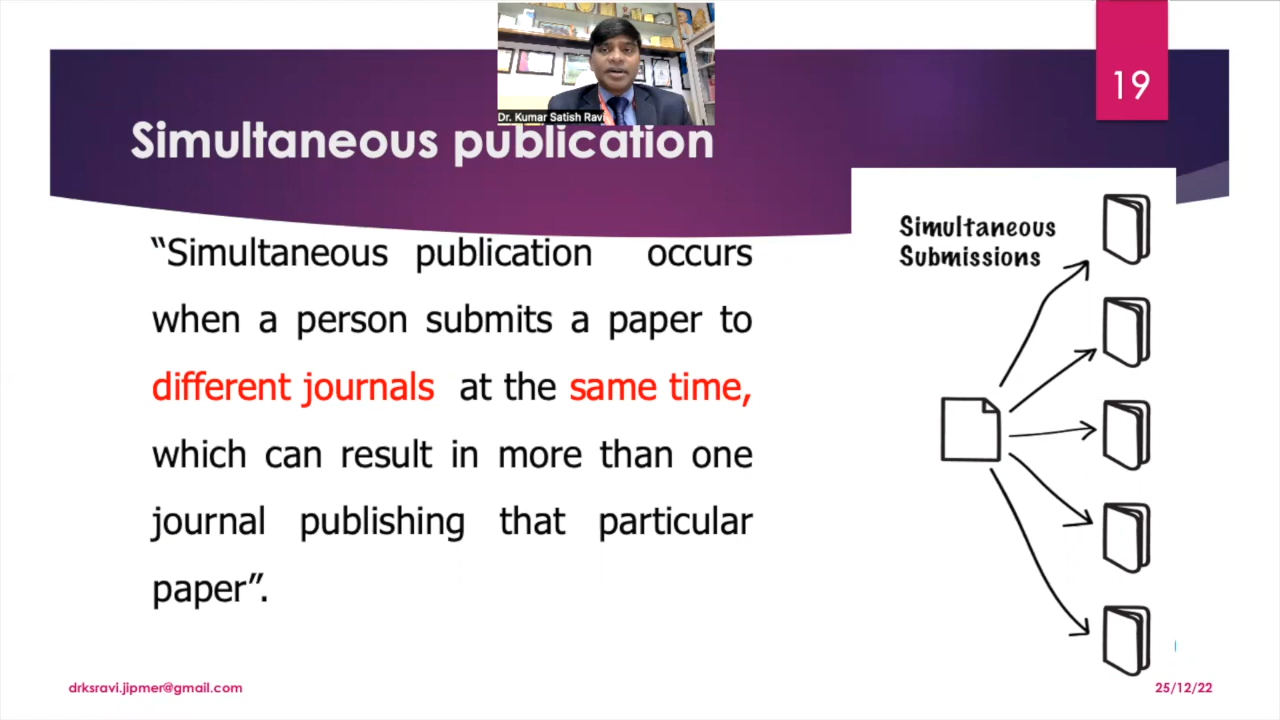 19
Dr. Kumar Satish Ravi
Simultaneous publication
“Simultaneous publication occurs
when a person submits a paper to
different journals at the same time,
which can result in more than one
journal publishing that particular
paper”.
Simultaneous
Submissions
drksravi.jipmer@gmail.com
25/12/22